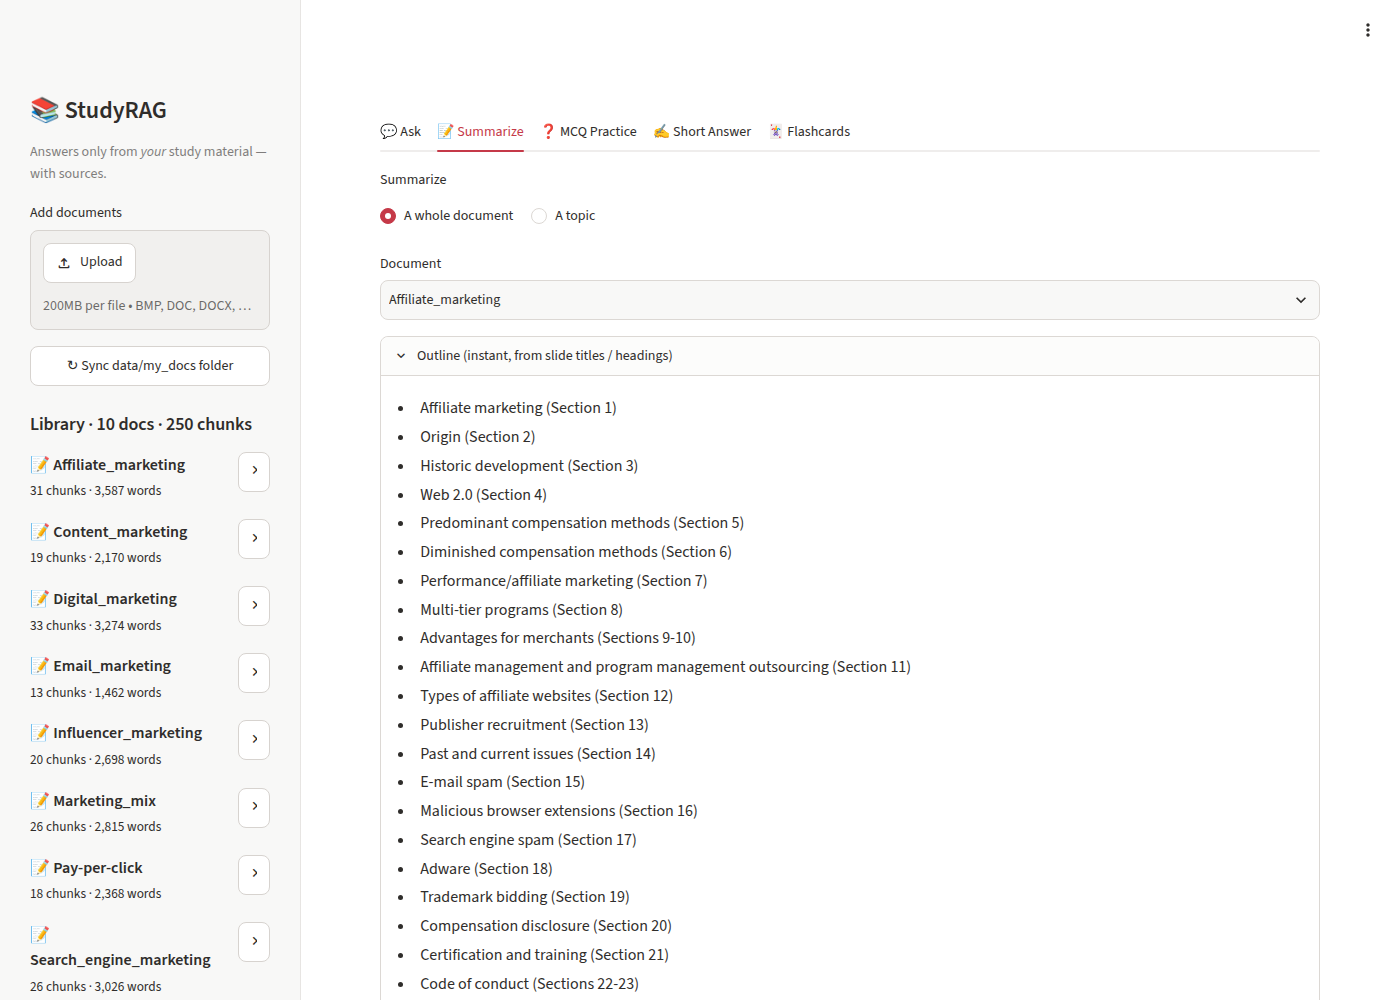 StudyRAG
Answers only from your study material —
with sources.
Add documents
Upload
200MB per file • BMP, DOC, DOCX, …
↻ Sync data/my_docs folder
Library · 10 docs · 250 chunks
Affiliate_marketing
31 chunks · 3,587 words
Content_marketing
19 chunks · 2,170 words
Digital_marketing
33 chunks · 3,274 words
Email_marketing
13 chunks · 1,462 words
Influencer_marketing
20 chunks · 2,698 words
Marketing_mix
26 chunks · 2,815 words
Pay-per-click
18 chunks · 2,368 words
Search_engine_marketing
26 chunks · 3,026 words
Ask Summarize MCQ Practice Short Answer Flashcards
Summarize
A whole document A topic
Document
Affiliate_marketing
Outline (instant, from slide titles / headings)
• Affiliate marketing (Section 1)
• Origin (Section 2)
• Historic development (Section 3)
• Web 2.0 (Section 4)
• Predominant compensation methods (Section 5)
• Diminished compensation methods (Section 6)
• Performance/affiliate marketing (Section 7)
• Multi-tier programs (Section 8)
• Advantages for merchants (Sections 9-10)
• Affiliate management and program management outsourcing (Section 11)
• Types of affiliate websites (Section 12)
• Publisher recruitment (Section 13)
• Past and current issues (Section 14)
• E-mail spam (Section 15)
• Malicious browser extensions (Section 16)
• Search engine spam (Section 17)
• Adware (Section 18)
• Trademark bidding (Section 19)
• Compensation disclosure (Section 20)
• Certification and training (Section 21)
• Code of conduct (Sections 22-23)